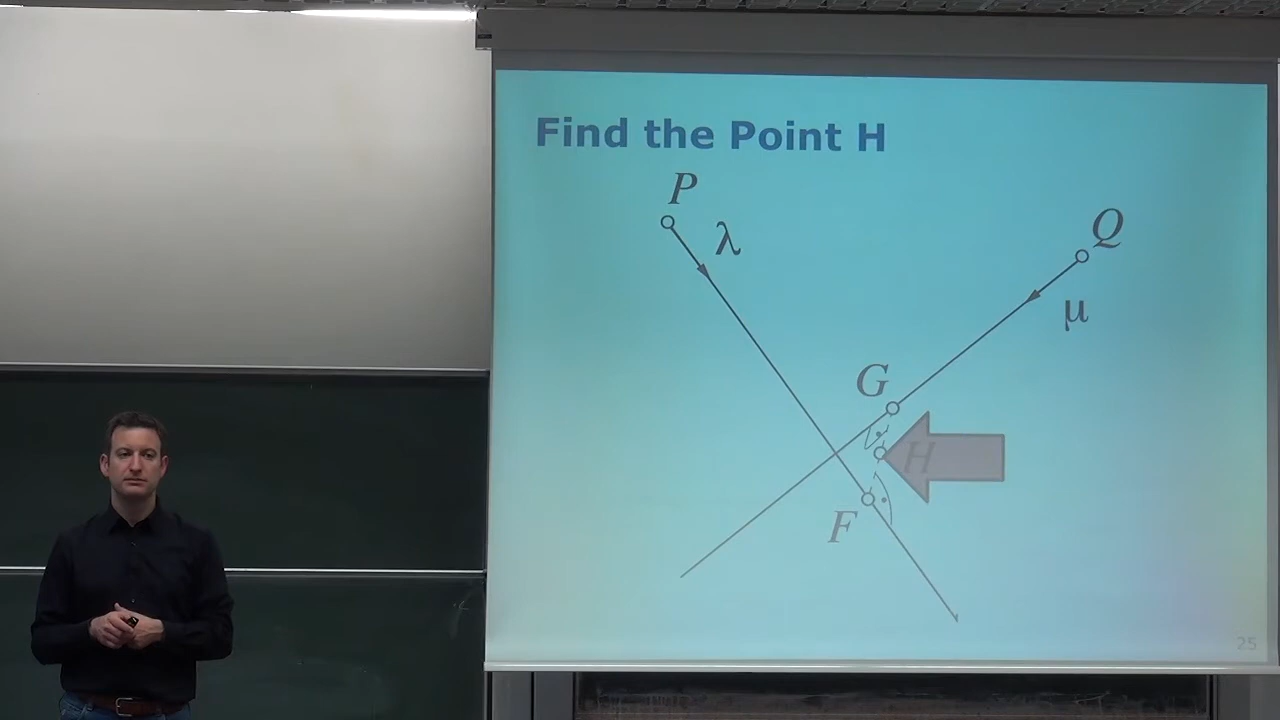 Find the Point H
P
λ
Q
μ
G
H
F
25